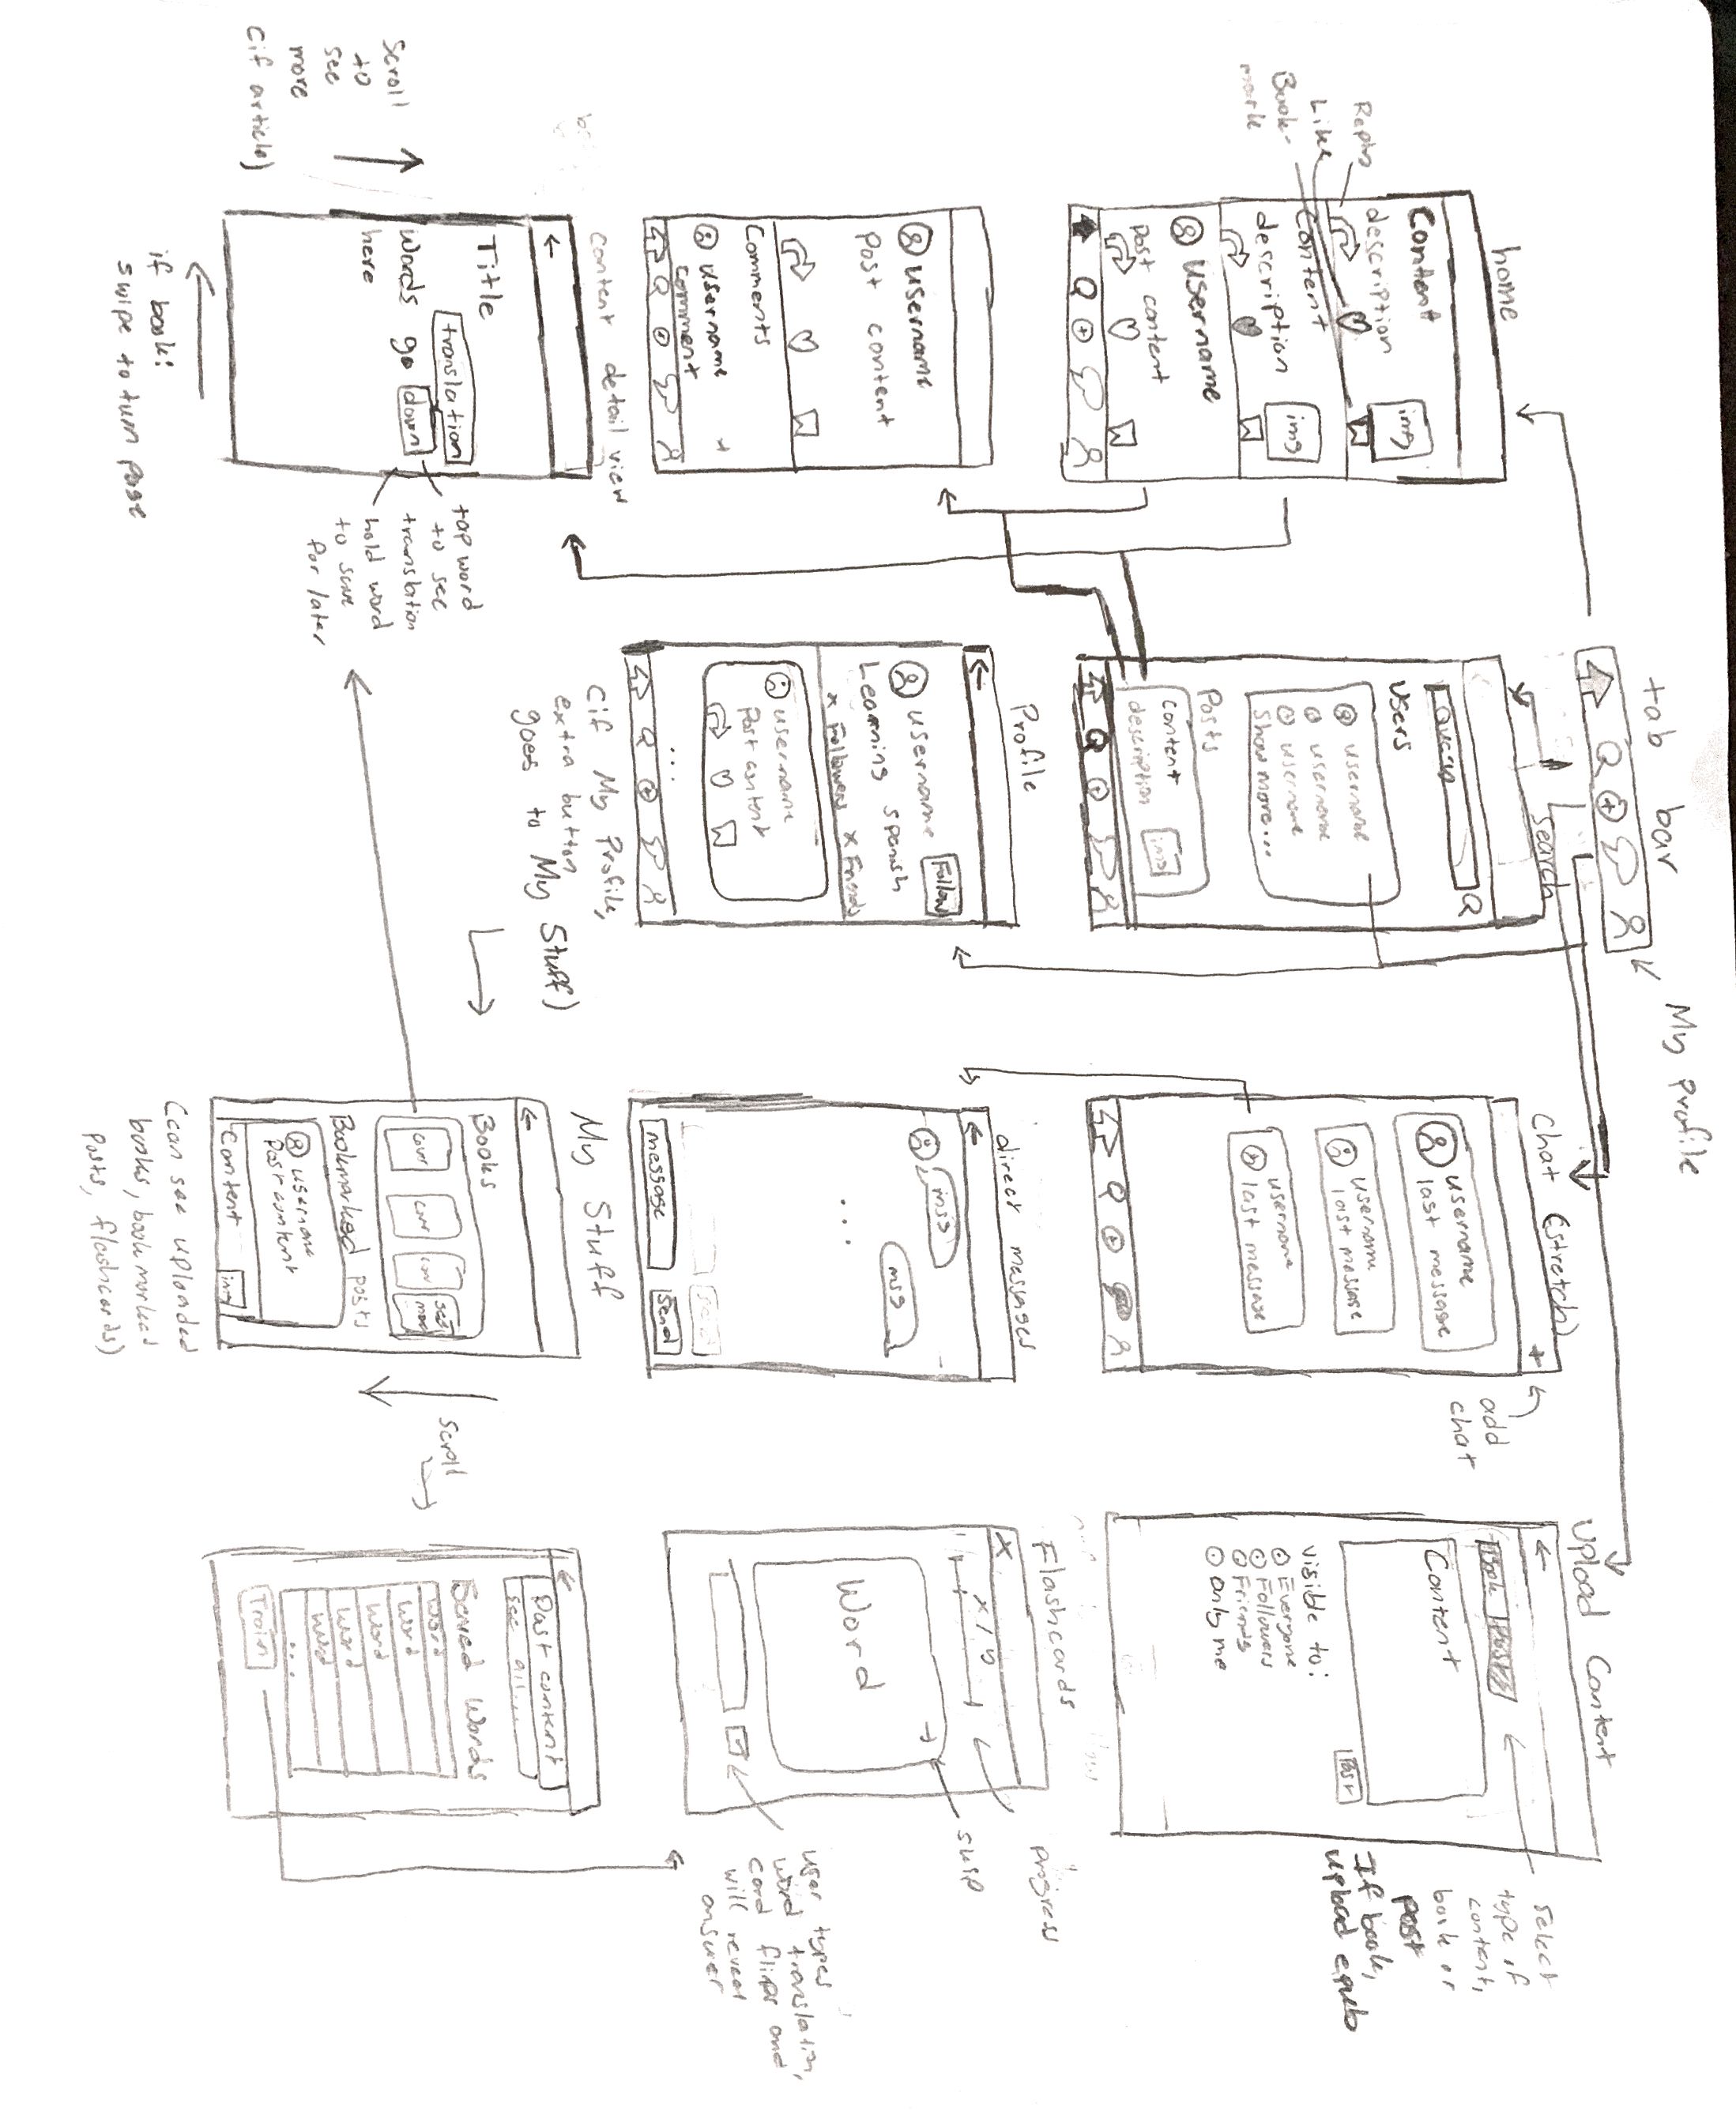 tab bar
My profile
home
Content
description
img
Content
description
img
username
Post content
Reply
Like
Book-
mark
Search
Users
username
username
username
Show more...
Posts
Content
description
img
Chat (stretch)
+
add
chat
username
last message
username
last message
username
last message
Upload Content
Book
Content
Post
visible to:
Everyone
Followers
Friends
Only me
select
type of
content,
book or
post
If book,
upload epub
username
Post content
Comments
username
comment
+
Profile
username
Follow
Learning spanish
x Followers x Friends
username
Post content
...
(if My Profile,
extra button
goes to My Stuff)
direct messages
msg
msg
...
message
Send
Flashcards
X
x/y
Word
progress
skip
user types
word translation,
card flips and
will reveal
answer
content detail view
Title
translation
Words go down
here
Scroll
to
see
more
(if article)
if book:
swipe to turn page
tap word
to see
translation
hold word
to save
for later
My Stuff
Books
see
more
Bookmarked posts
username
Post content
Content
img
(can see uploaded
books, bookmarked
posts, flashcards)
scroll
Past content
see all...
Saved Words
word
word
word
word
word
...
Train